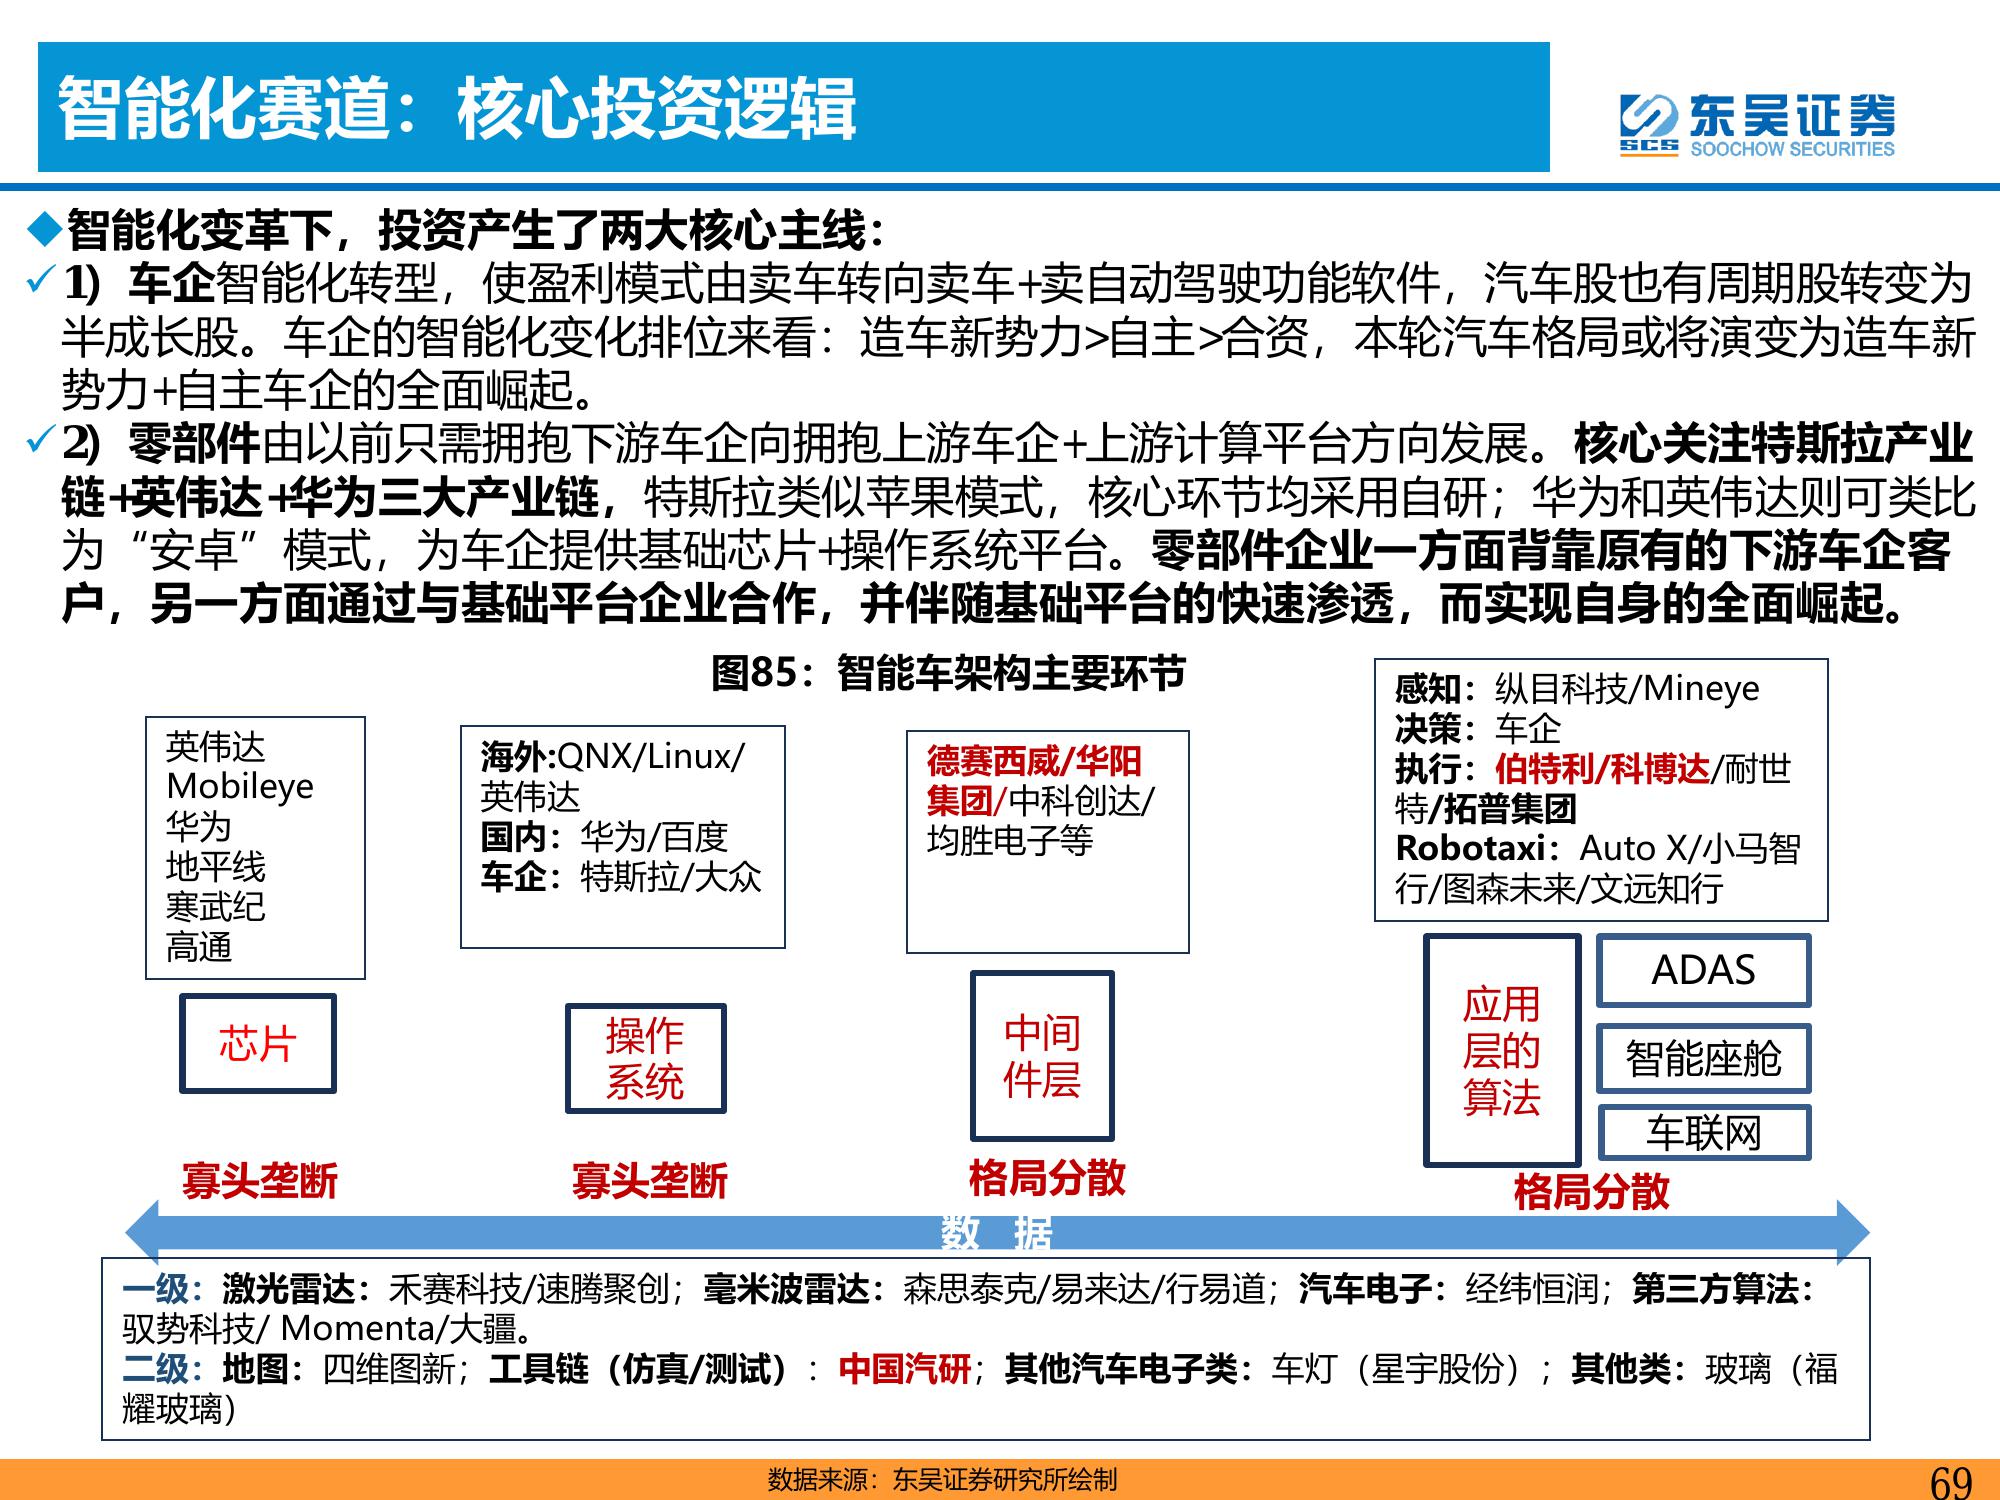 智能化赛道：核心投资逻辑
东吴证券
SCS SOOCHOW SECURITIES
◆智能化变革下，投资产生了两大核心主线：
✓1）车企智能化转型，使盈利模式由卖车转向卖车+卖自动驾驶功能软件，汽车股也有周期股转变为
半成长股。车企的智能化变化排位来看：造车新势力>自主>合资，本轮汽车格局或将演变为造车新
势力+自主车企的全面崛起。
✓2）零部件由以前只需拥抱下游车企向拥抱上游车企+上游计算平台方向发展。核心关注特斯拉产业
链+英伟达+华为三大产业链，特斯拉类似苹果模式，核心环节均采用自研；华为和英伟达则可类比
为“安卓”模式，为车企提供基础芯片+操作系统平台。零部件企业一方面背靠原有的下游车企客
户，另一方面通过与基础平台企业合作，并伴随基础平台的快速渗透，而实现自身的全面崛起。
图85：智能车架构主要环节
英伟达
Mobileye
华为
地平线
寒武纪
高通
芯片
寡头垄断
海外:QNX/Linux/
英伟达
国内：华为/百度
车企：特斯拉/大众
操作
系统
寡头垄断
德赛西威/华阳
集团/中科创达/
均胜电子等
中间
件层
格局分散
感知：纵目科技/Mineye
决策：车企
执行：伯特利/科博达/耐世
特/拓普集团
Robotaxi：Auto X/小马智
行/图森未来/文远知行
应用
层的
算法
ADAS
智能座舱
车联网
格局分散
数 据
一级：激光雷达：禾赛科技/速腾聚创；毫米波雷达：森思泰克/易来达/行易道；汽车电子：经纬恒润；第三方算法：
驭势科技/ Momenta/大疆。
二级：地图：四维图新；工具链（仿真/测试）：中国汽研；其他汽车电子类：车灯（星宇股份）；其他类：玻璃（福
耀玻璃）
数据来源：东吴证券研究所绘制
69